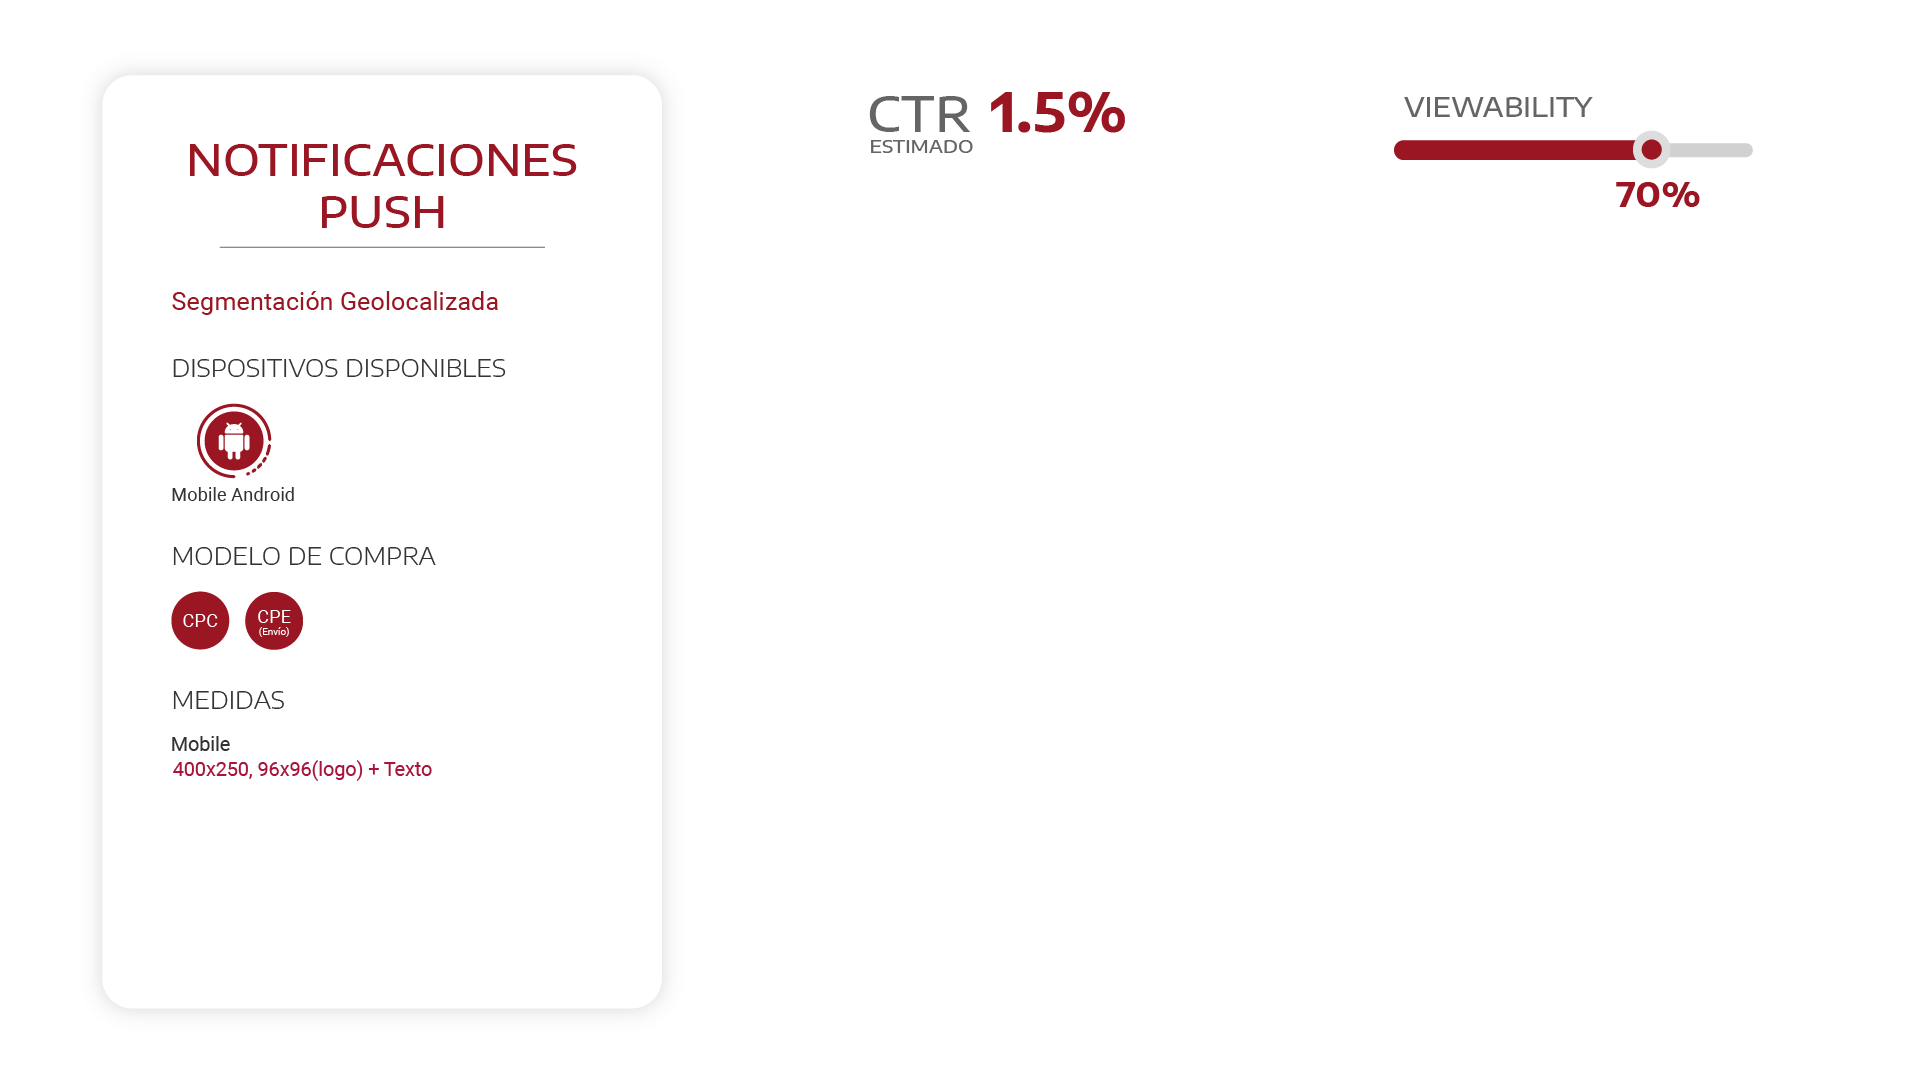 NOTIFICACIONES
PUSH
Segmentación Geolocalizada
DISPOSITIVOS DISPONIBLES
Mobile Android
MODELO DE COMPRA
CPC
CPE
(Envío)
MEDIDAS
Mobile
400x250, 96x96(logo) + Texto
CTR 1.5%
ESTIMADO
VIEWABILITY
70%